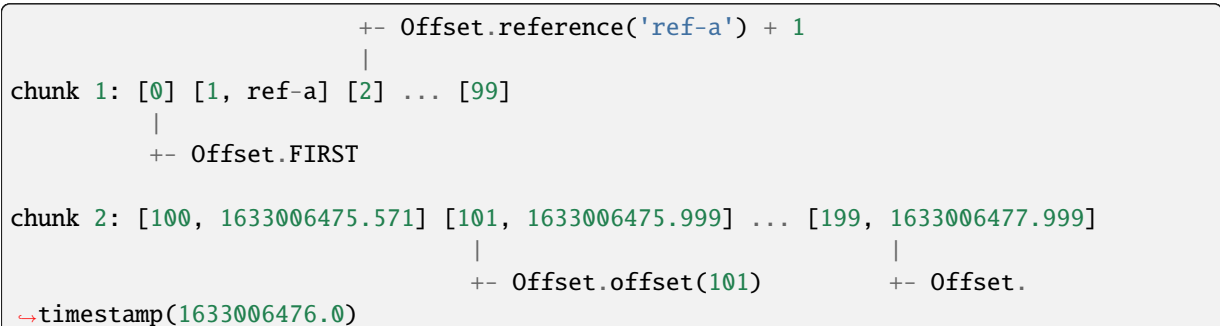 +- Offset.reference('ref-a') + 1
|
chunk 1: [0] [1, ref-a] [2] ... [99]
|
+- Offset.FIRST
chunk 2: [100, 1633006475.571] [101, 1633006475.999] ... [199, 1633006477.999]
| |
+- Offset.offset(101) +- Offset.
↪timestamp(1633006476.0)